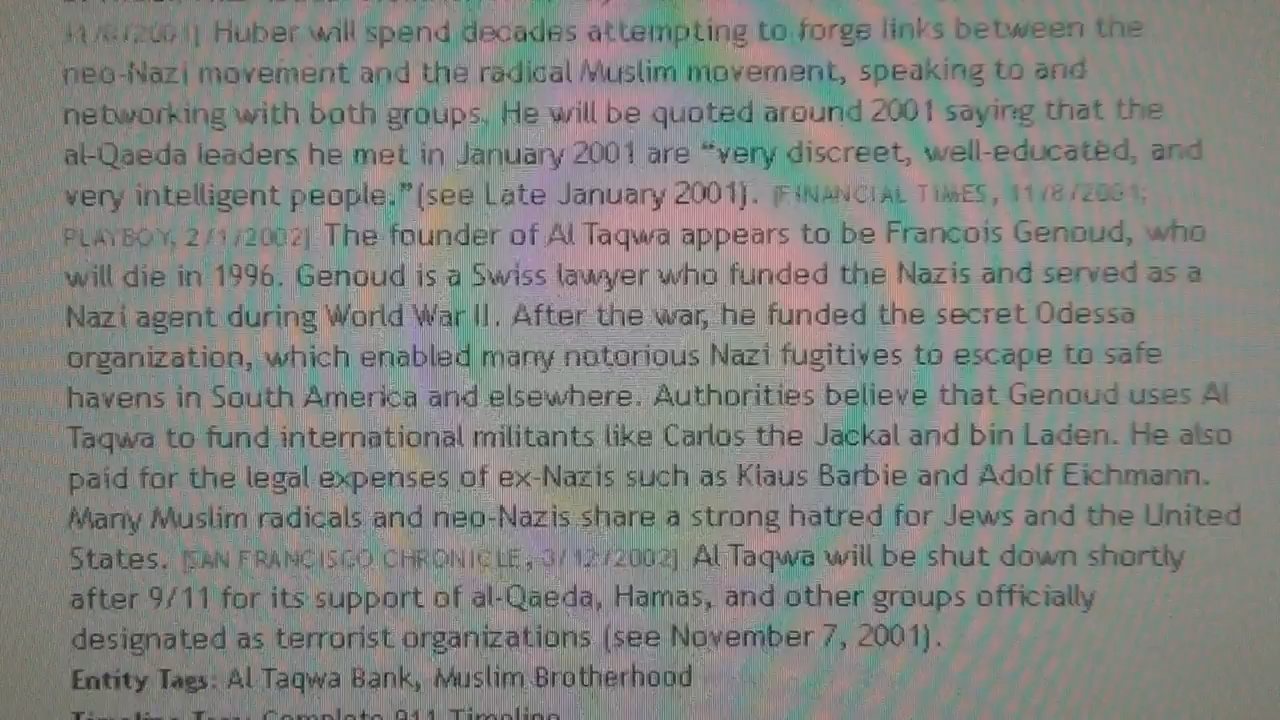 11/8/2001] Huber will spend decades attempting to forge links between the
neo-Nazi movement and the radical Muslim movement, speaking to and
networking with both groups. He will be quoted around 2001 saying that the
al-Qaeda leaders he met in January 2001 are “very discreet, well-educated, and
very intelligent people.” (see Late January 2001). [FINANCIAL TIMES, 11/8/2001;
PLAYBOY, 2/1/2002] The founder of Al Taqwa appears to be Francois Genoud, who
will die in 1996. Genoud is a Swiss lawyer who funded the Nazis and served as a
Nazi agent during World War II. After the war, he funded the secret Odessa
organization, which enabled many notorious Nazi fugitives to escape to safe
havens in South America and elsewhere. Authorities believe that Genoud uses Al
Taqwa to fund international militants like Carlos the Jackal and bin Laden. He also
paid for the legal expenses of ex-Nazis such as Klaus Barbie and Adolf Eichmann.
Many Muslim radicals and neo-Nazis share a strong hatred for Jews and the United
States. [SAN FRANCISCO CHRONICLE, 3/12/2002] Al Taqwa will be shut down shortly
after 9/11 for its support of al-Qaeda, Hamas, and other groups officially
designated as terrorist organizations (see November 7, 2001).
Entity Tags: Al Taqwa Bank, Muslim Brotherhood
Timeline Tags: Complete 911 Timeline